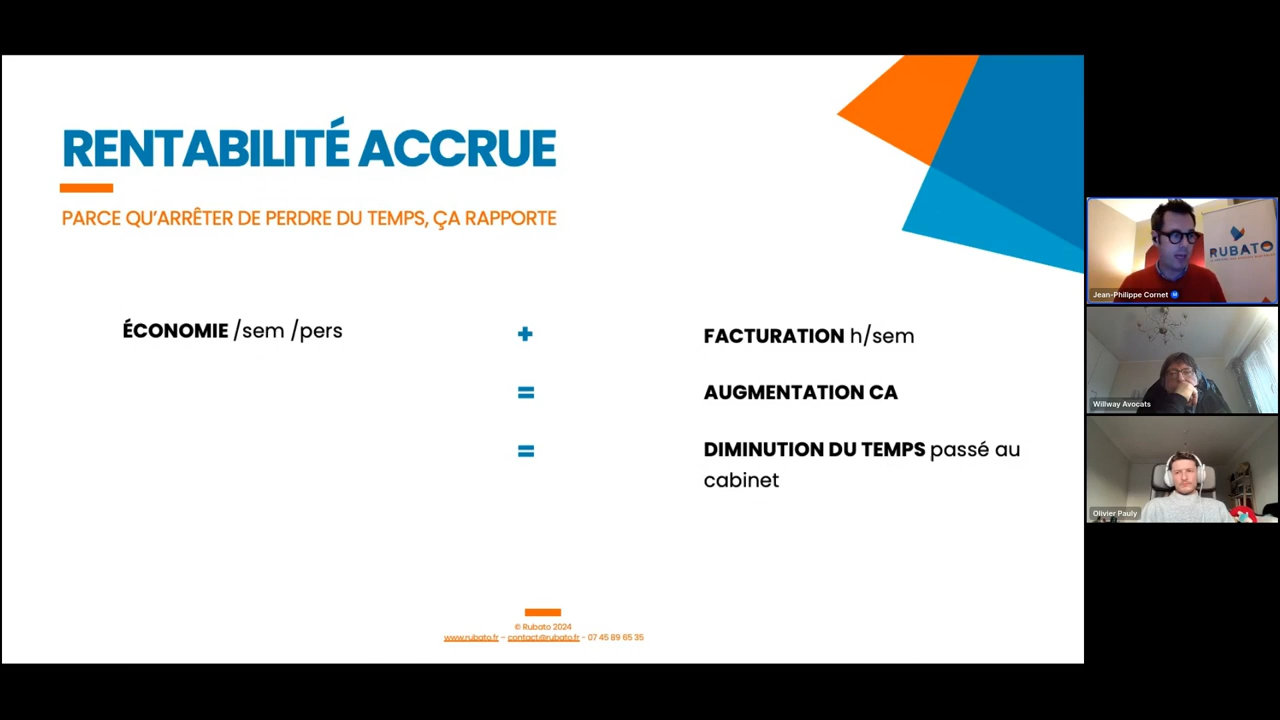 RENTABILITÉ ACCRUE
PARCE QU'ARRÊTER DE PERDRE DU TEMPS, ÇA RAPPORTE
ÉCONOMIE /sem /pers
+
FACTURATION h/sem
=
AUGMENTATION CA
=
DIMINUTION DU TEMPS passé au
cabinet
© Rubato 2024
www.rubato.fr – contact@rubato.fr - 07 45 89 65 35
RUBATO
Jean-Philippe Cornet
Willway Avocats
Olivier Pauly